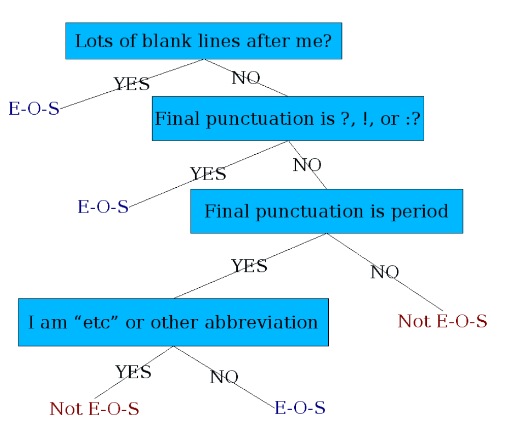 Lots of blank lines after me?
YES
NO
E-O-S
Final punctuation is ?, !, or :?
YES
NO
E-O-S
Final punctuation is period
YES
NO
Not E-O-S
I am “etc” or other abbreviation
YES
NO
Not E-O-S
E-O-S